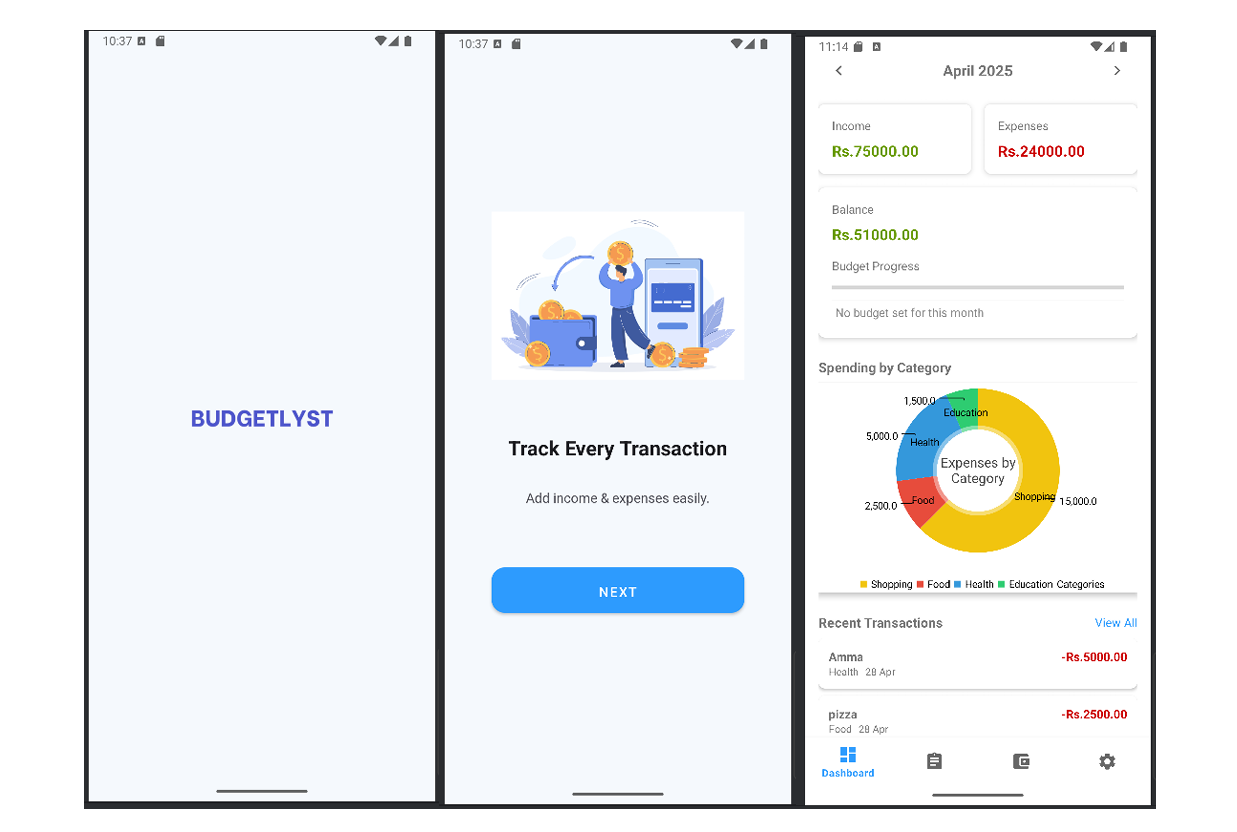 10:37
BUDGETLYST
10:37
Track Every Transaction
Add income & expenses easily.
NEXT
11:14
April 2025
Income
Rs.75000.00
Expenses
Rs.24000.00
Balance
Rs.51000.00
Budget Progress
No budget set for this month
Spending by Category
1,500.0
Education
5,000.0
Health
Expenses by
Category
Shopping
15,000.0
Food
2,500.0
Shopping Food Health Education Categories
Recent Transactions
View All
Amma
-Rs.5000.00
Health 28 Apr
pizza
-Rs.2500.00
Food 28 Apr
Dashboard